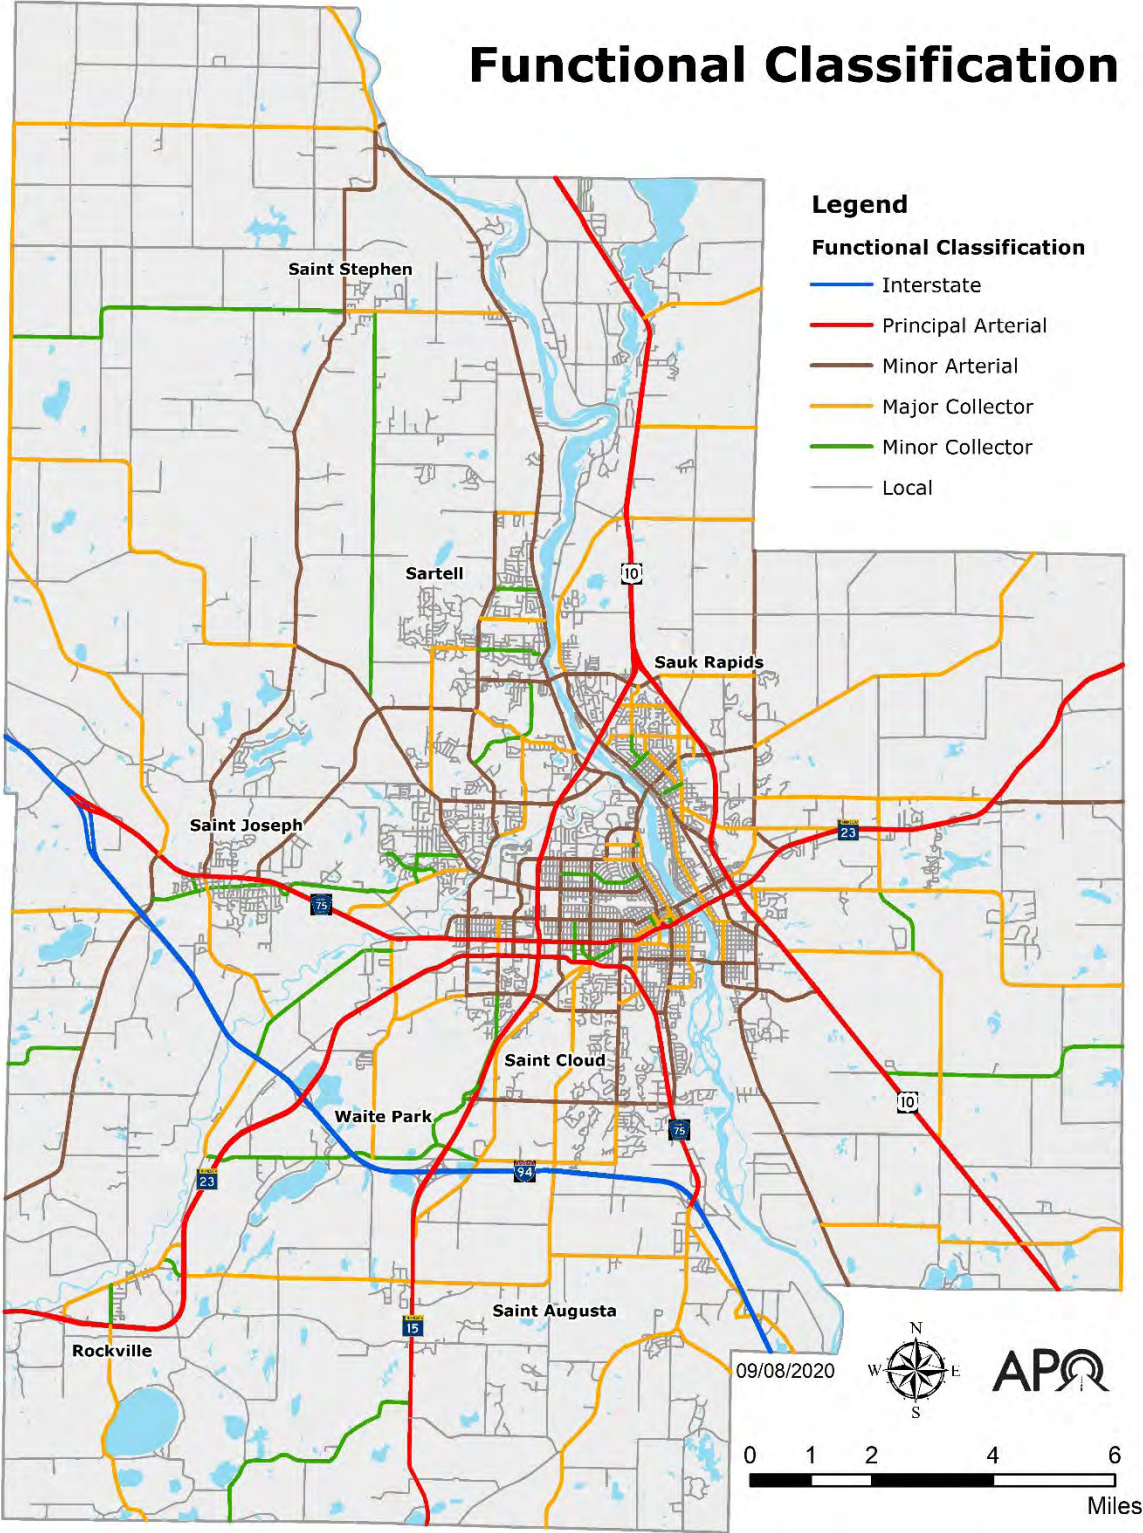 Functional Classification
Legend
Functional Classification
Interstate
Principal Arterial
Minor Arterial
Major Collector
Minor Collector
Local
Saint Stephen
Sartell
10
Sauk Rapids
Saint Joseph
23
75
Saint Cloud
10
Waite Park
75
94
23
Saint Augusta
15
Rockville
09/08/2020
N
W E
S
APO
0 1 2 4 6
Miles